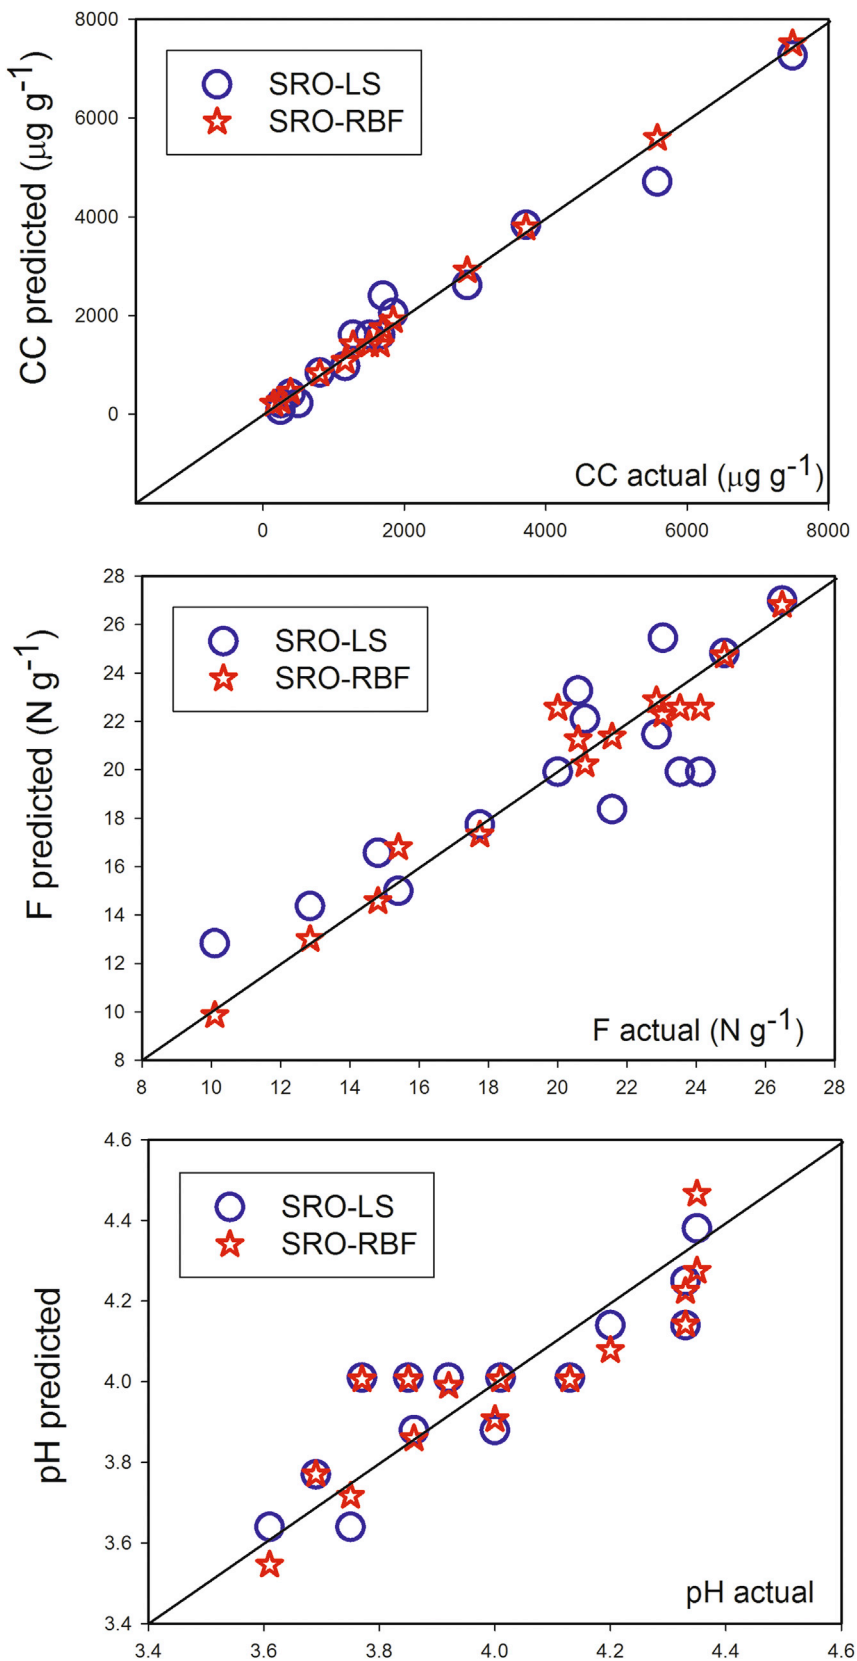 8000
6000
4000
2000
0
CC predicted (μg g⁻¹)
SRO-LS
SRO-RBF
CC actual (μg g⁻¹)
0 2000 4000 6000 8000
28
26
24
22
20
18
16
14
12
10
8
F predicted (N g⁻¹)
SRO-LS
SRO-RBF
F actual (N g⁻¹)
8 10 12 14 16 18 20 22 24 26 28
4.6
4.4
4.2
4.0
3.8
3.6
3.4
pH predicted
SRO-LS
SRO-RBF
pH actual
3.4 3.6 3.8 4.0 4.2 4.4 4.6